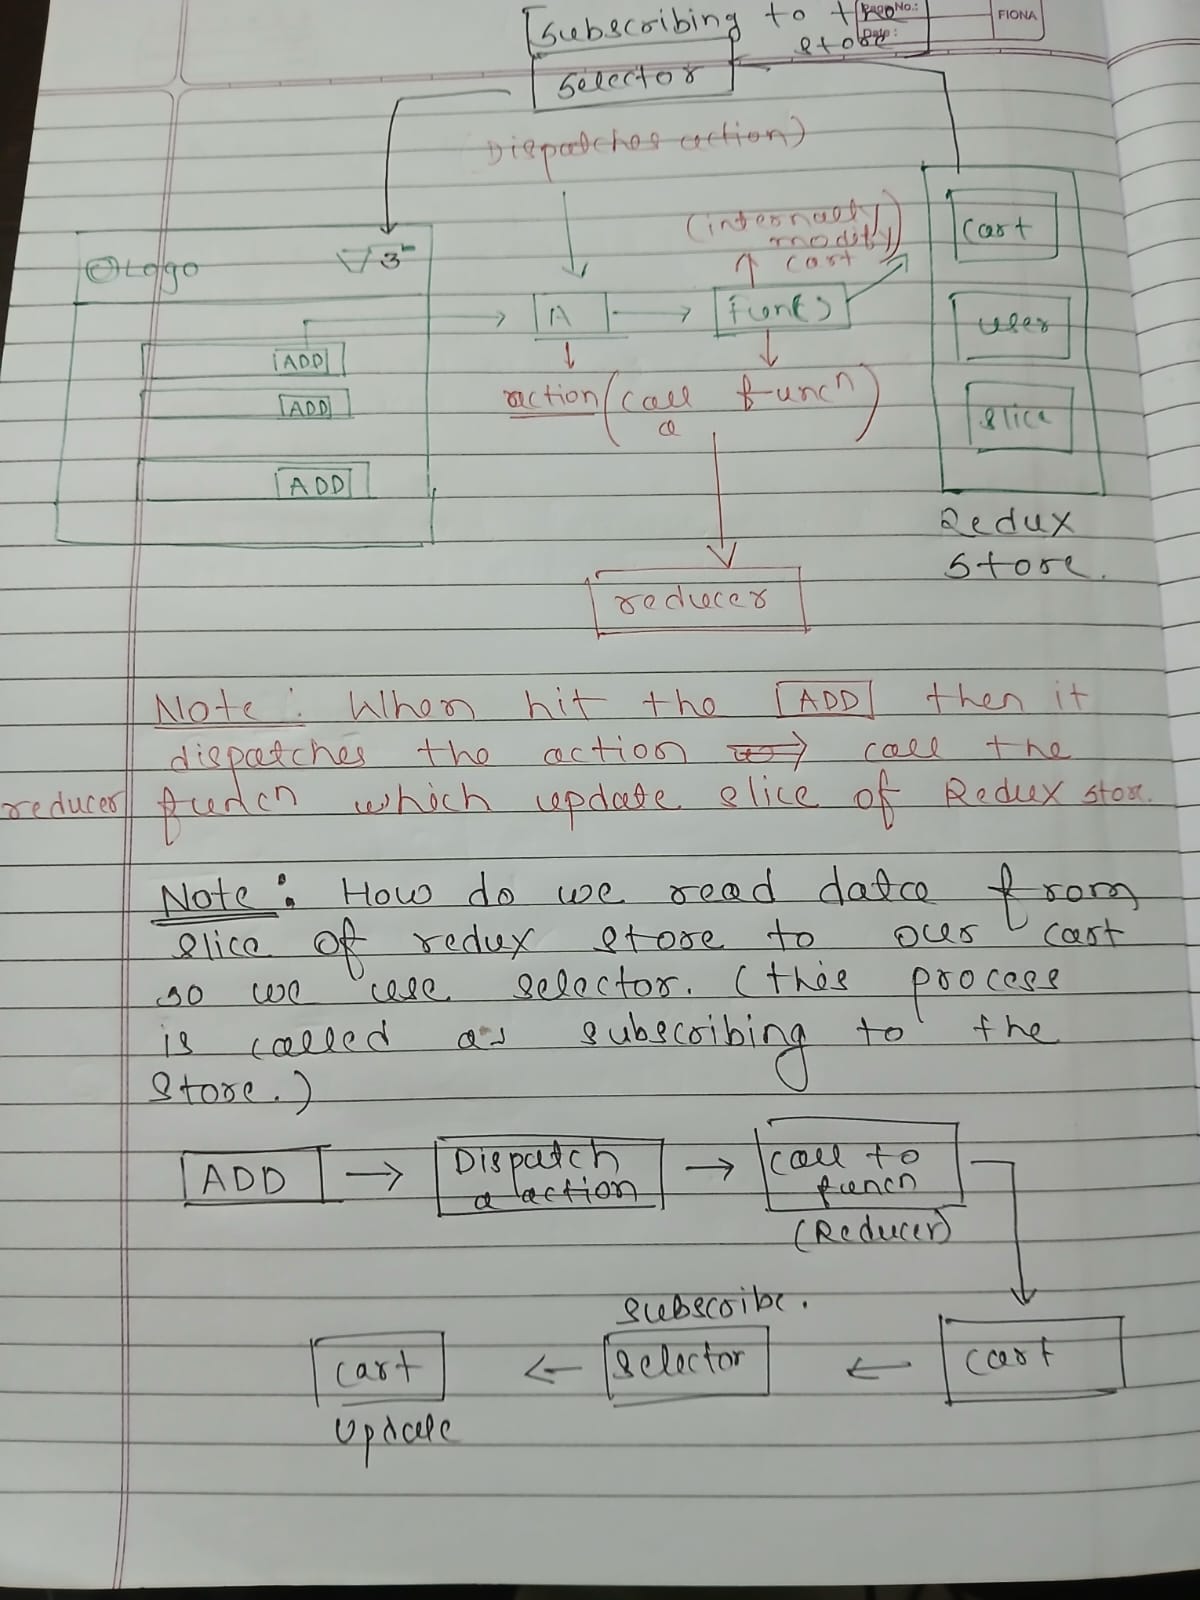 [Subscribing to the store
Page No.:
Date:
FIONA
Selector
Dispatches action)
(internally modify) cart
Logo
3
cart
A
func()
user
ADD
ADD
action (call a funcn)
slice
ADD
Redux
Store.
reducer
Note: When hit the ADD then it
dispatches the action => call the
reducer funcn which update slice of Redux store.
Note: How do we read data from
slice of redux store to our cart
so we use selector. (this process
is called as subscribing to the
Store.)
ADD → Dispatch a action → call to funcn
(Reducer)
Subscribe.
cart ← Selector ← cart
Update